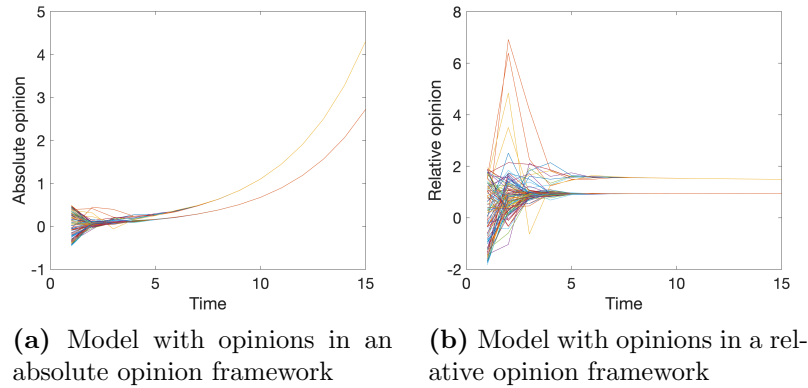 5
4
3
2
1
0
-1
Absolute opinion
0 5 10 15
Time
8
6
4
2
0
-2
Relative opinion
0 5 10 15
Time
(a) Model with opinions in an
absolute opinion framework
(b) Model with opinions in a rel-
ative opinion framework